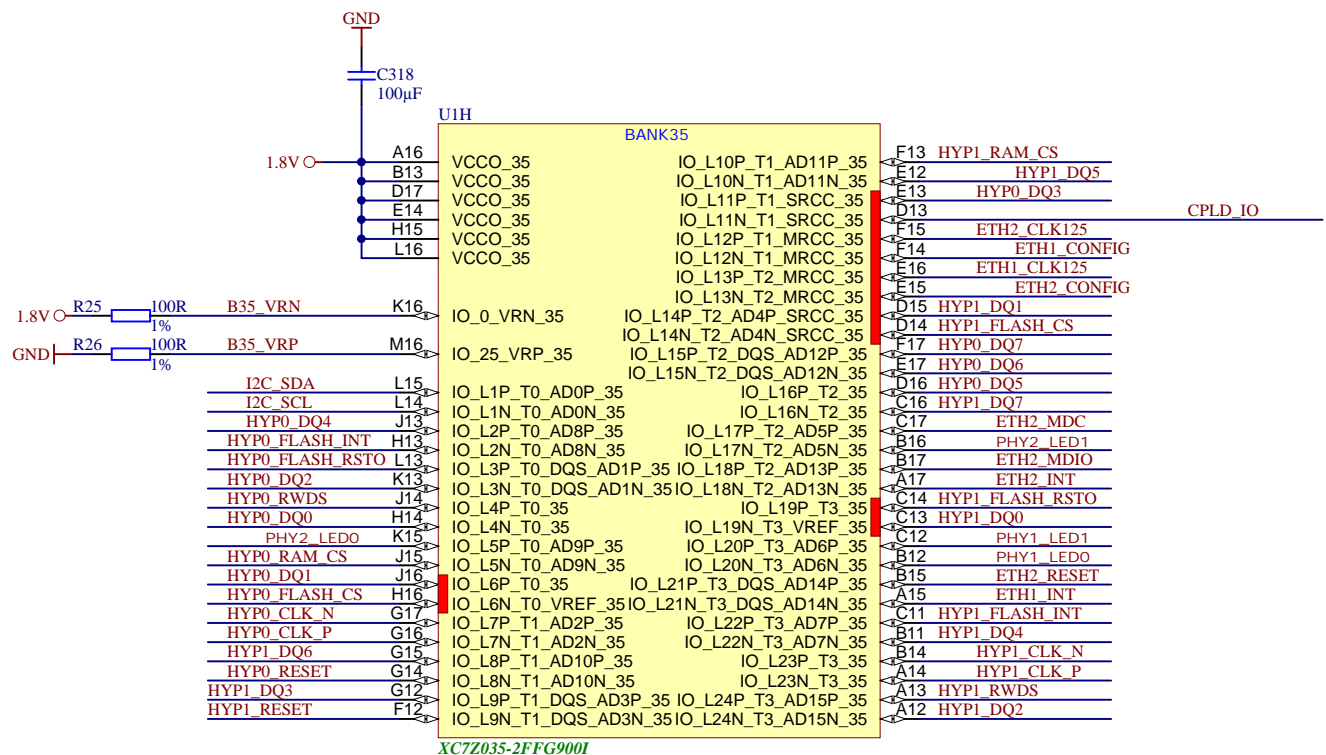 GND
C318
100µF
U1H
BANK35
1.8V
A16 VCCO_35
B13 VCCO_35
D17 VCCO_35
E14 VCCO_35
H15 VCCO_35
L16 VCCO_35
1.8V R25 100R 1% B35_VRN K16 IO_0_VRN_35
GND R26 100R 1% B35_VRP M16 IO_25_VRP_35
I2C_SDA L15 IO_L1P_T0_AD0P_35
I2C_SCL L14 IO_L1N_T0_AD0N_35
HYP0_DQ4 J13 IO_L2P_T0_AD8P_35
HYP0_FLASH_INT H13 IO_L2N_T0_AD8N_35
HYP0_FLASH_RSTO L13 IO_L3P_T0_DQS_AD1P_35
HYP0_DQ2 K13 IO_L3N_T0_DQS_AD1N_35
HYP0_RWDS J14 IO_L4P_T0_35
HYP0_DQ0 H14 IO_L4N_T0_35
PHY2_LED0 K15 IO_L5P_T0_AD9P_35
HYP0_RAM_CS J15 IO_L5N_T0_AD9N_35
HYP0_DQ1 J16 IO_L6P_T0_35
HYP0_FLASH_CS H16 IO_L6N_T0_VREF_35
HYP0_CLK_N G17 IO_L7P_T1_AD2P_35
HYP0_CLK_P G16 IO_L7N_T1_AD2N_35
HYP1_DQ6 G15 IO_L8P_T1_AD10P_35
HYP0_RESET G14 IO_L8N_T1_AD10N_35
HYP1_DQ3 G12 IO_L9P_T1_DQS_AD3P_35
HYP1_RESET F12 IO_L9N_T1_DQS_AD3N_35
IO_L10P_T1_AD11P_35 F13 HYP1_RAM_CS
IO_L10N_T1_AD11N_35 E12 HYP1_DQ5
IO_L11P_T1_SRCC_35 E13 HYP0_DQ3
IO_L11N_T1_SRCC_35 D13 CPLD_IO
IO_L12P_T1_MRCC_35 F15 ETH2_CLK125
IO_L12N_T1_MRCC_35 F14 ETH1_CONFIG
IO_L13P_T2_MRCC_35 E16 ETH1_CLK125
IO_L13N_T2_MRCC_35 E15 ETH2_CONFIG
IO_L14P_T2_AD4P_SRCC_35 D15 HYP1_DQ1
IO_L14N_T2_AD4N_SRCC_35 D14 HYP1_FLASH_CS
IO_L15P_T2_DQS_AD12P_35 F17 HYP0_DQ7
IO_L15N_T2_DQS_AD12N_35 E17 HYP0_DQ6
IO_L16P_T2_35 D16 HYP0_DQ5
IO_L16N_T2_35 C16 HYP1_DQ7
IO_L17P_T2_AD5P_35 C17 ETH2_MDC
IO_L17N_T2_AD5N_35 B16 PHY2_LED1
IO_L18P_T2_AD13P_35 B17 ETH2_MDIO
IO_L18N_T2_AD13N_35 A17 ETH2_INT
IO_L19P_T3_35 C14 HYP1_FLASH_RSTO
IO_L19N_T3_VREF_35 C13 HYP1_DQ0
IO_L20P_T3_AD6P_35 C12 PHY1_LED1
IO_L20N_T3_AD6N_35 B12 PHY1_LED0
IO_L21P_T3_DQS_AD14P_35 B15 ETH2_RESET
IO_L21N_T3_DQS_AD14N_35 A15 ETH1_INT
IO_L22P_T3_AD7P_35 C11 HYP1_FLASH_INT
IO_L22N_T3_AD7N_35 B11 HYP1_DQ4
IO_L23P_T3_35 B14 HYP1_CLK_N
IO_L23N_T3_35 A14 HYP1_CLK_P
IO_L24P_T3_AD15P_35 A13 HYP1_RWDS
IO_L24N_T3_AD15N_35 A12 HYP1_DQ2
XC7Z035-2FFG900I